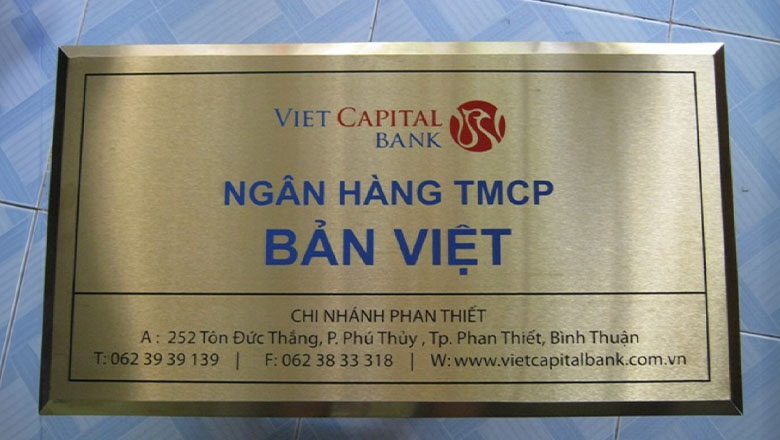 VIET CAPITAL
BANK
NGÂN HÀNG TMCP
BẢN VIỆT
CHI NHÁNH PHAN THIẾT
A : 252 Tôn Đức Thắng, P. Phú Thủy , Tp. Phan Thiết, Bình Thuận
T: 062 39 39 139 | F: 062 38 33 318 | W: www.vietcapitalbank.com.vn